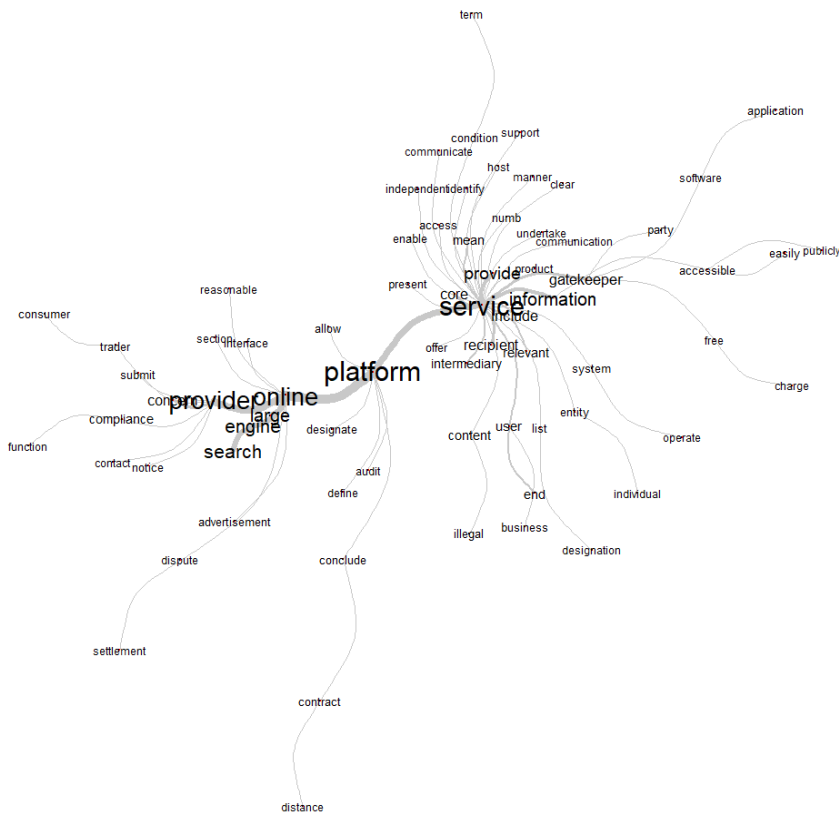 term
application
support
condition
communicate
host
manner
clear
software
independent
identify
access
numb
party
enable
mean
undertake
communication
easily
publicly
provide
product
accessible
gatekeeper
present
core
information
reasonable
service
include
consumer
allow
section
interface
trader
offer
recipient
relevant
free
intermediary
system
submit
platform
charge
concern
provider
online
large
entity
compliance
engine
designate
content
user
list
operate
function
search
contact
notice
audit
define
end
individual
advertisement
business
illegal
designation
dispute
conclude
settlement
contract
distance